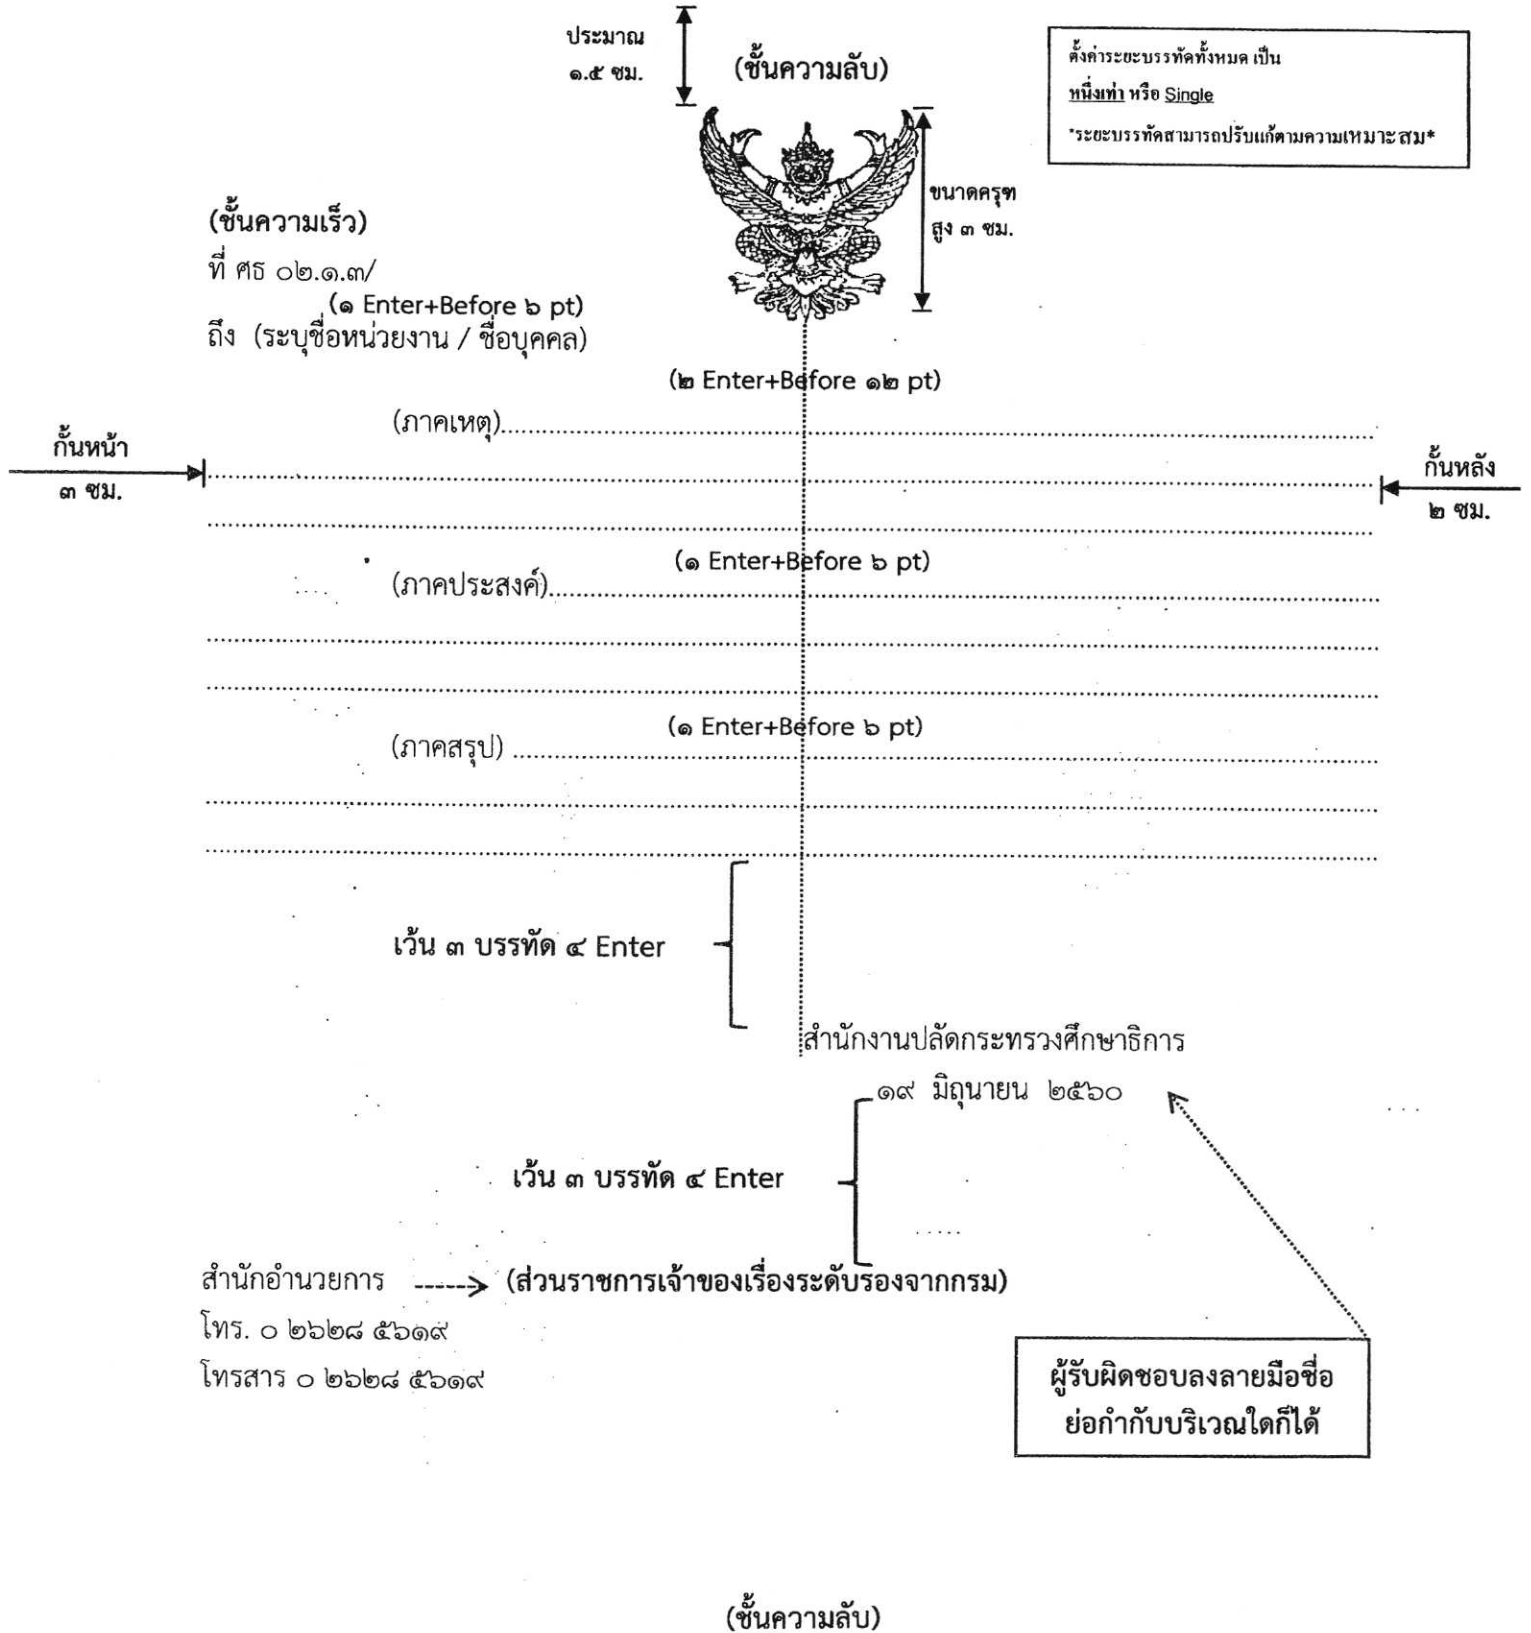 ประมาณ
๑.๕ ซม.
(ชั้นความลับ)
ตั้งค่าระยะบรรทัดทั้งหมด เป็น
หนึ่งเท่า หรือ Single
*ระยะบรรทัดสามารถปรับแก้ตามความเหมาะสม*
ขนาดครุฑ
สูง ๓ ซม.
(ชั้นความเร็ว)
ที่ ศธ ๐๒.๑.๓/
(๑ Enter+Before ๖ pt)
ถึง (ระบุชื่อหน่วยงาน / ชื่อบุคคล)
(๒ Enter+Before ๑๒ pt)
(ภาคเหตุ)
กั้นหน้า
๓ ซม.
กั้นหลัง
๒ ซม.
(๑ Enter+Before ๖ pt)
(ภาคประสงค์)
(๑ Enter+Before ๖ pt)
(ภาคสรุป)
เว้น ๓ บรรทัด ๔ Enter
สำนักงานปลัดกระทรวงศึกษาธิการ
๑๙ มิถุนายน ๒๕๖๐
เว้น ๓ บรรทัด ๔ Enter
สำนักอำนวยการ (ส่วนราชการเจ้าของเรื่องระดับรองจากกรม)
โทร. ๐ ๒๖๒๘ ๕๖๑๙
โทรสาร ๐ ๒๖๒๘ ๕๖๑๙
ผู้รับผิดชอบลงลายมือชื่อ
ย่อกำกับบริเวณใดก็ได้
(ชั้นความลับ)